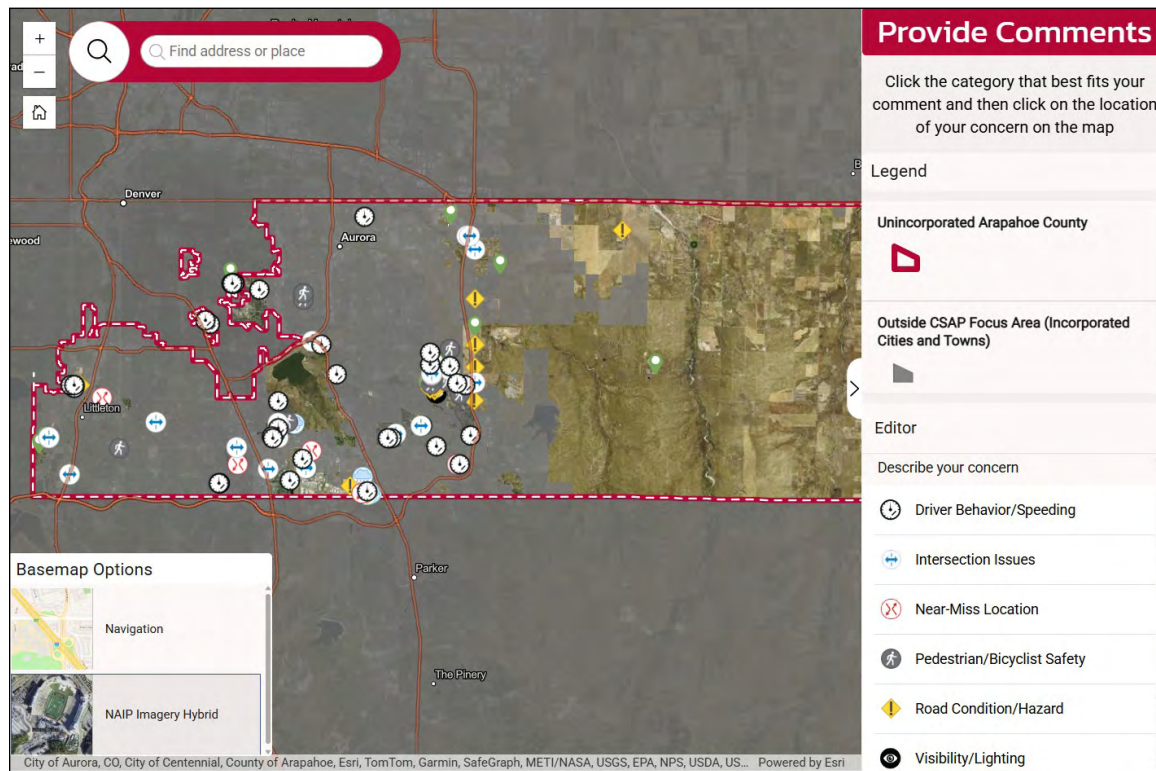 +
Find address or place
−
Denver
Aurora
Littleton
Parker
The Pinery
Basemap Options
Navigation
NAIP Imagery Hybrid
City of Aurora, CO, City of Centennial, County of Arapahoe, Esri, TomTom, Garmin, SafeGraph, METI/NASA, USGS, EPA, NPS, USDA, US... Powered by Esri
Provide Comments
Click the category that best fits your
comment and then click on the location
of your concern on the map
Legend
Unincorporated Arapahoe County
Outside CSAP Focus Area (Incorporated
Cities and Towns)
Editor
Describe your concern
Driver Behavior/Speeding
Intersection Issues
Near-Miss Location
Pedestrian/Bicyclist Safety
Road Condition/Hazard
Visibility/Lighting